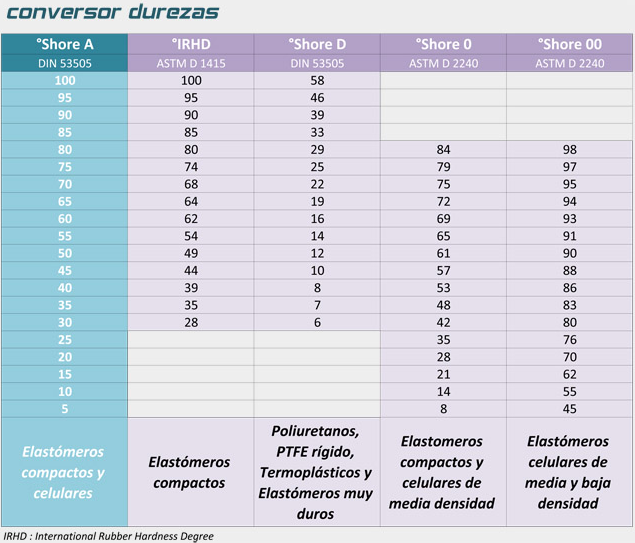 conversor durezas
°Shore A °IRHD °Shore D °Shore 0 °Shore 00
DIN 53505 ASTM D 1415 DIN 53505 ASTM D 2240 ASTM D 2240
100 100 58
95 95 46
90 90 39
85 85 33
80 80 29 84 98
75 74 25 79 97
70 68 22 75 95
65 64 19 72 94
60 62 16 69 93
55 54 14 65 91
50 49 12 61 90
45 44 10 57 88
40 39 8 53 86
35 35 7 48 83
30 28 6 42 80
25 35 76
20 28 70
15 21 62
10 14 55
5 8 45
Elastómeros
compactos y
celulares
Elastómeros
compactos
Poliuretanos,
PTFE rígido,
Termoplásticos y
Elastómeros muy
duros
Elastomeros
compactos y
celulares de
media densidad
Elastómeros
celulares de
media y baja
densidad
IRHD : International Rubber Hardness Degree